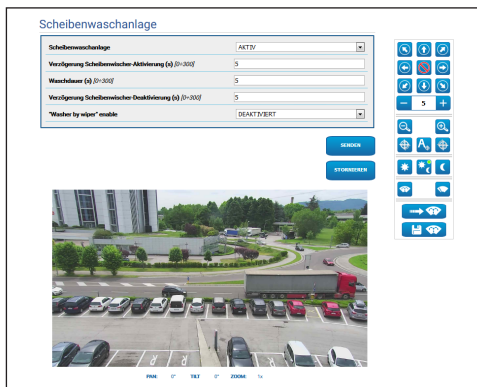 Scheibenwaschanlage
Scheibenwaschanlage AKTIV
Verzögerung Scheibenwischer-Aktivierung (s) [0÷300] 5
Waschdauer (s) [0÷300] 5
Verzögerung Scheibenwischer-Deaktivierung (s) [0÷300] 5
"Washer by wiper" enable DEAKTIVIERT
SENDEN
STORNIEREN
5
A
PAN: 0° TILT 0° ZOOM: 1x